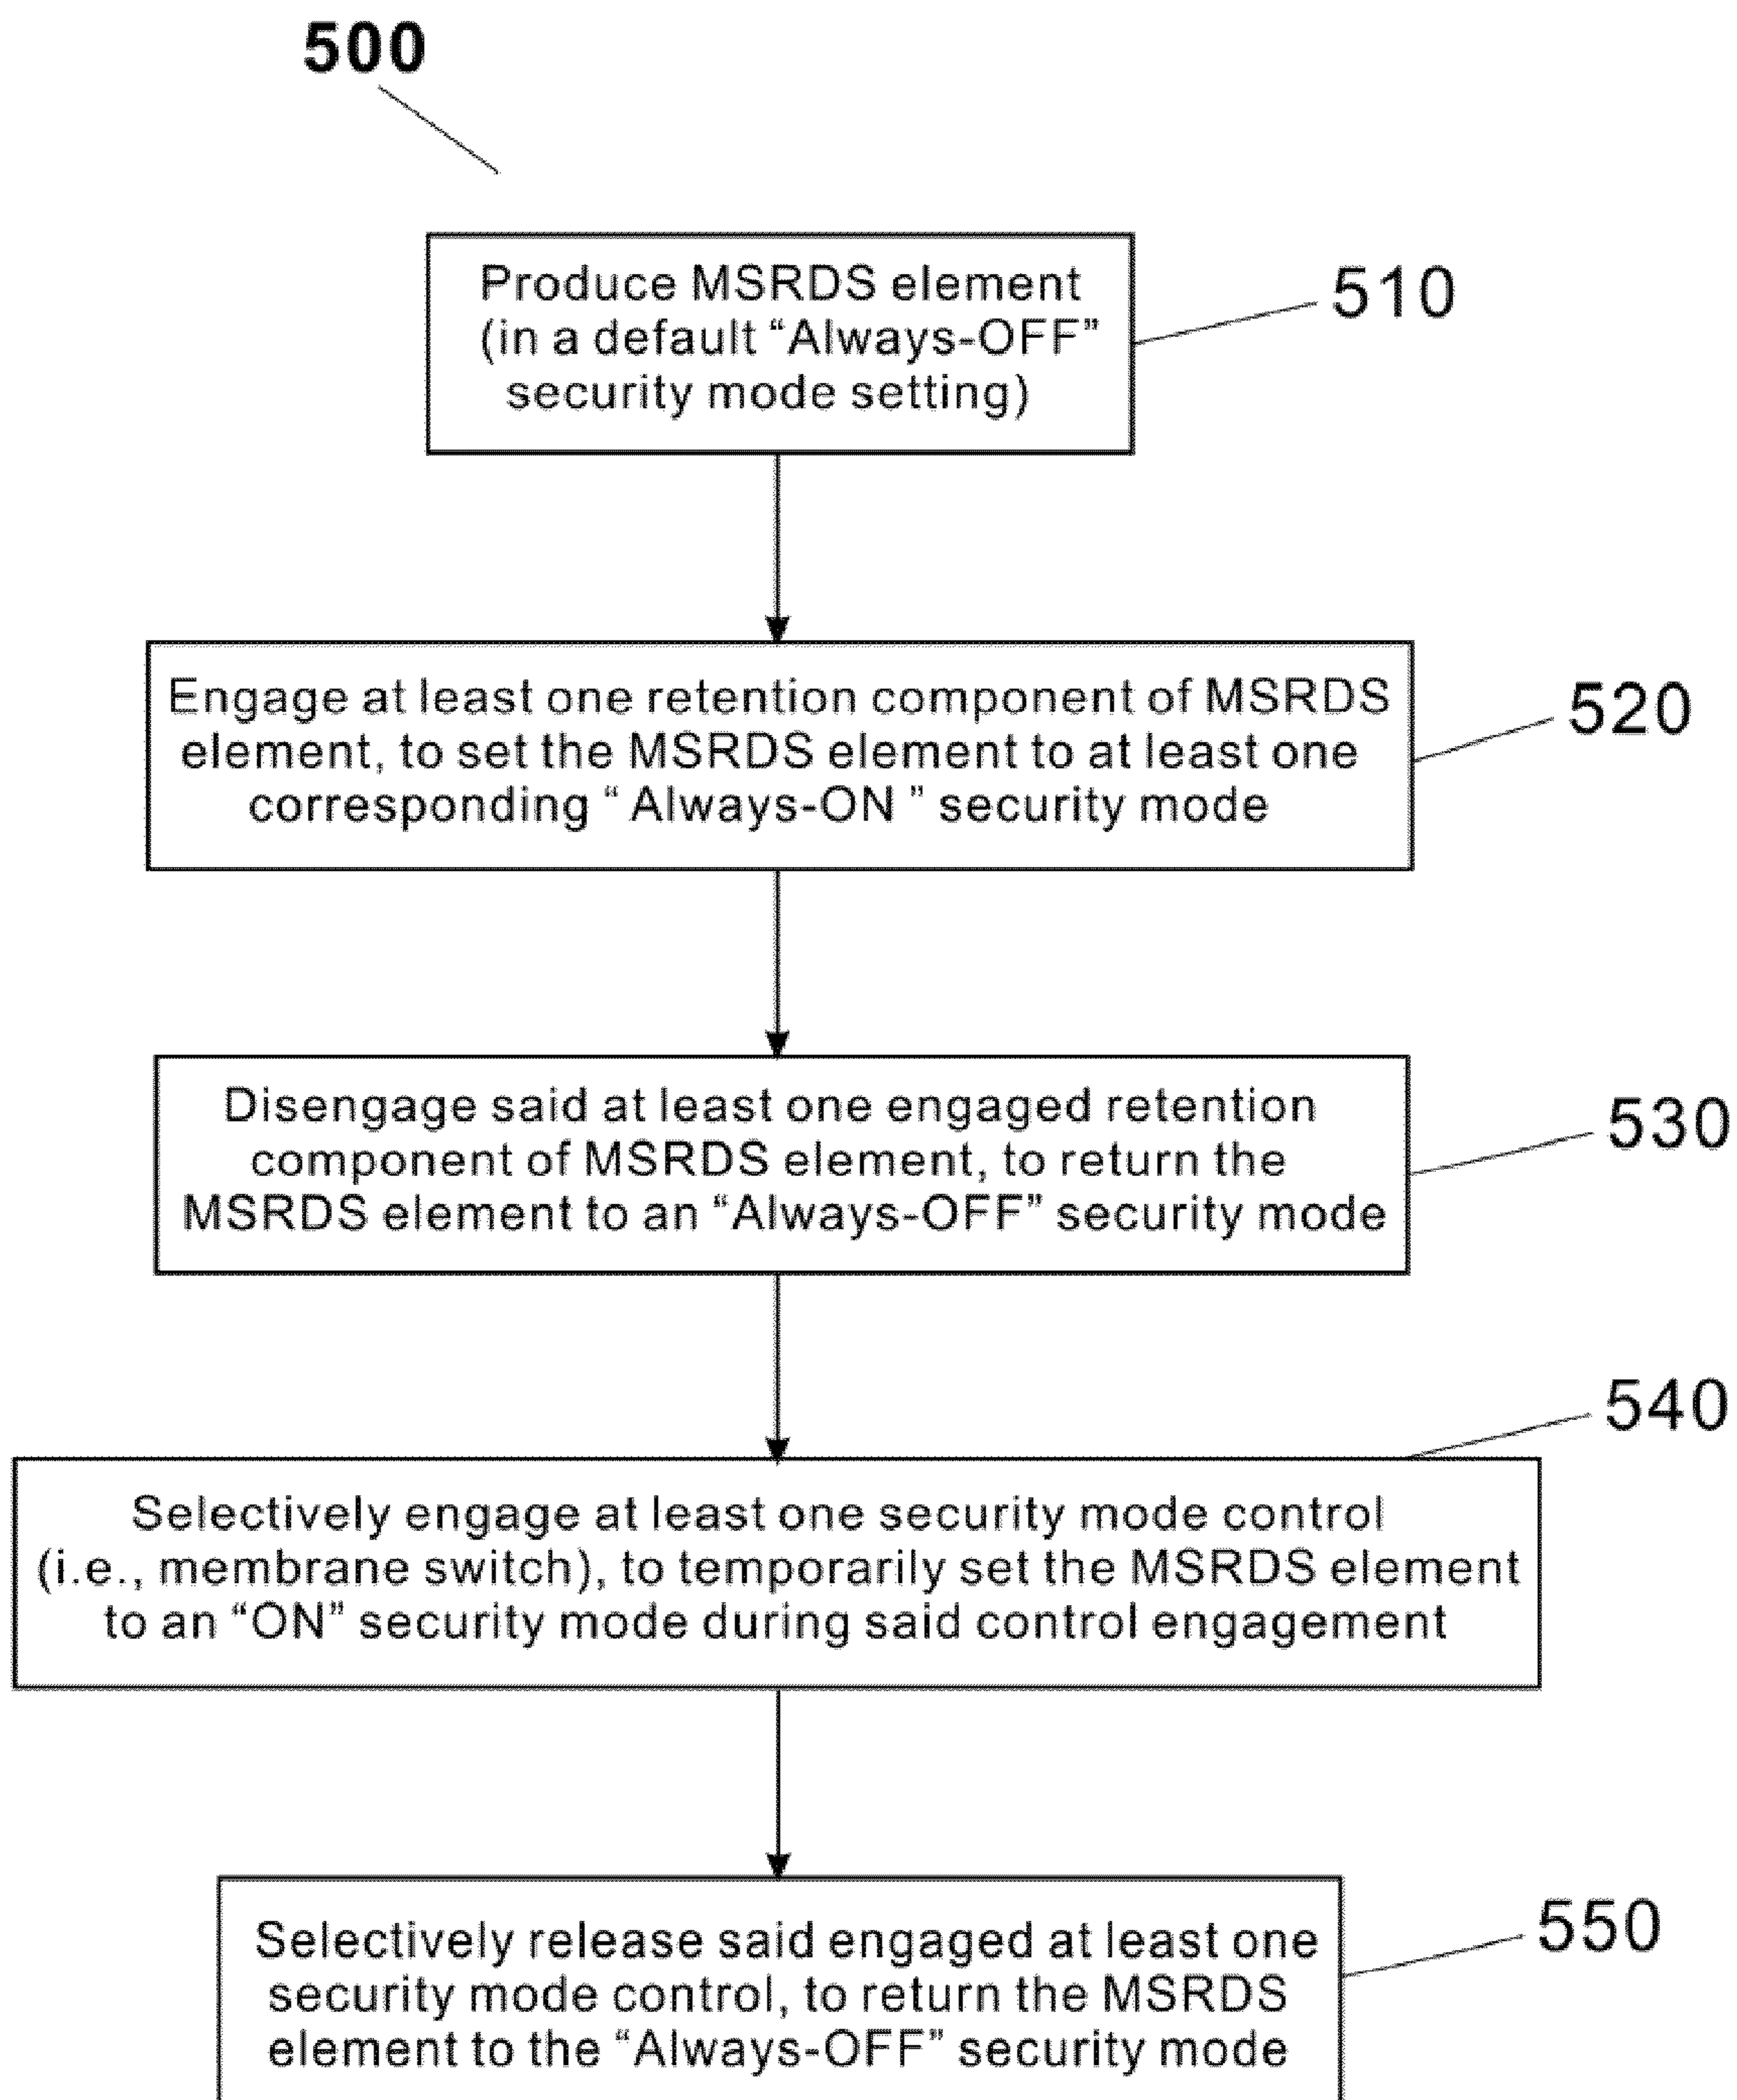 500
Produce MSRDS element
(in a default “Always-OFF”
security mode setting)
510
Engage at least one retention component of MSRDS
element, to set the MSRDS element to at least one
corresponding “ Always-ON ” security mode
520
Disengage said at least one engaged retention
component of MSRDS element, to return the
MSRDS element to an “Always-OFF” security mode
530
540
Selectively engage at least one security mode control
(i.e., membrane switch), to temporarily set the MSRDS element
to an “ON” security mode during said control engagement
Selectively release said engaged at least one
security mode control, to return the MSRDS
element to the “Always-OFF” security mode
550